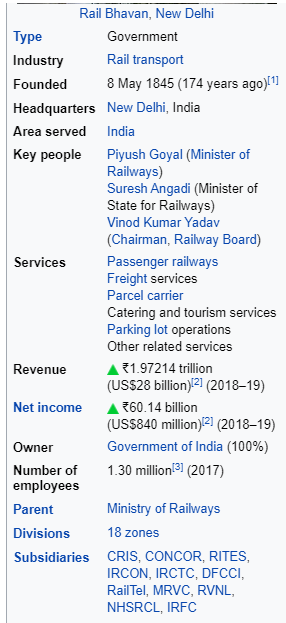 Rail Bhavan, New Delhi
Type Government
Industry Rail transport
Founded 8 May 1845 (174 years ago)[1]
Headquarters New Delhi, India
Area served India
Key people Piyush Goyal (Minister of
Railways)
Suresh Angadi (Minister of
State for Railways)
Vinod Kumar Yadav
(Chairman, Railway Board)
Services Passenger railways
Freight services
Parcel carrier
Catering and tourism services
Parking lot operations
Other related services
Revenue ▲ ₹1.97214 trillion
(US$28 billion)[2] (2018–19)
Net income ▲ ₹60.14 billion
(US$840 million)[2] (2018–19)
Owner Government of India (100%)
Number of 1.30 million[3] (2017)
employees
Parent Ministry of Railways
Divisions 18 zones
Subsidiaries CRIS, CONCOR, RITES,
IRCON, IRCTC, DFCCI,
RailTel, MRVC, RVNL,
NHSRCL, IRFC